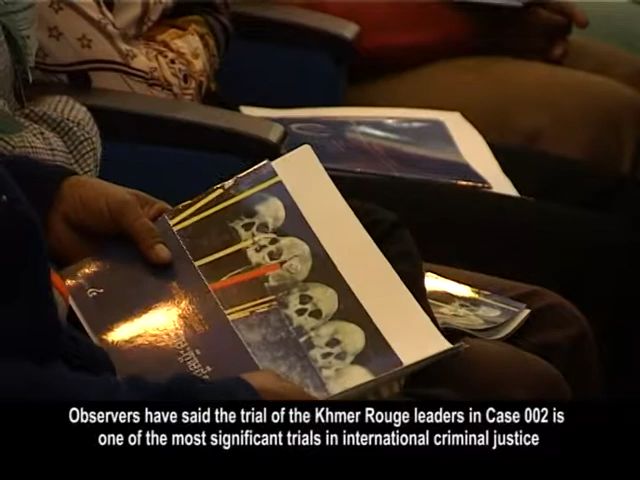 Observers have said the trial of the Khmer Rouge leaders in Case 002 is
one of the most significant trials in international criminal justice